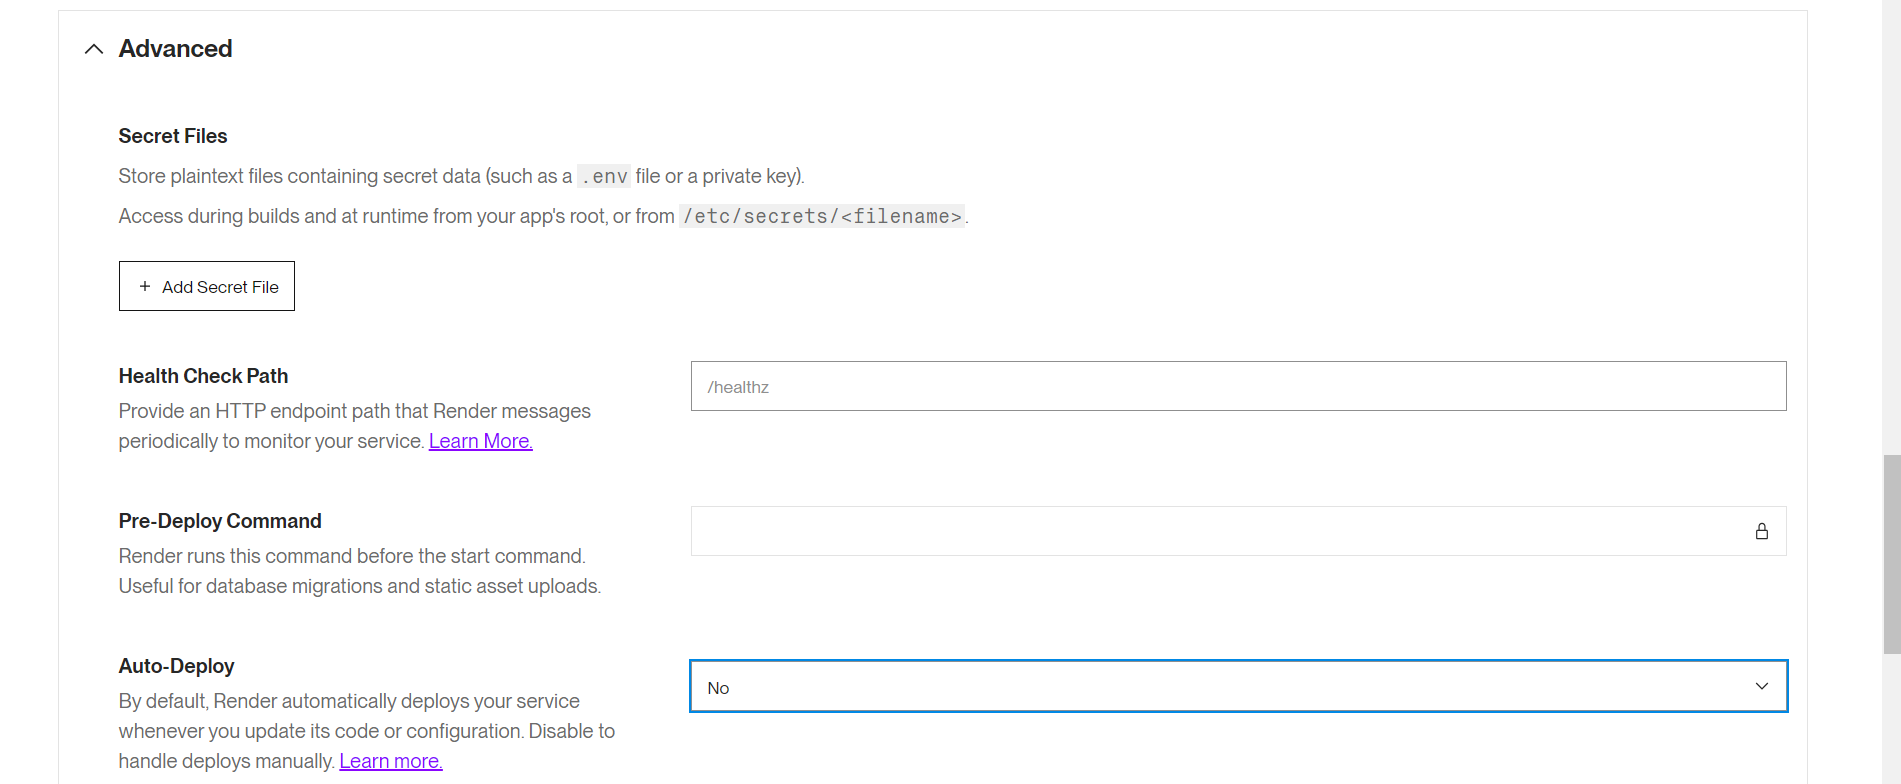 Advanced
Secret Files
Store plaintext files containing secret data (such as a .env file or a private key).
Access during builds and at runtime from your app's root, or from /etc/secrets/<filename>.
+ Add Secret File
Health Check Path
Provide an HTTP endpoint path that Render messages
periodically to monitor your service. Learn More.
/healthz
Pre-Deploy Command
Render runs this command before the start command.
Useful for database migrations and static asset uploads.
Auto-Deploy
By default, Render automatically deploys your service
whenever you update its code or configuration. Disable to
handle deploys manually. Learn more.
No